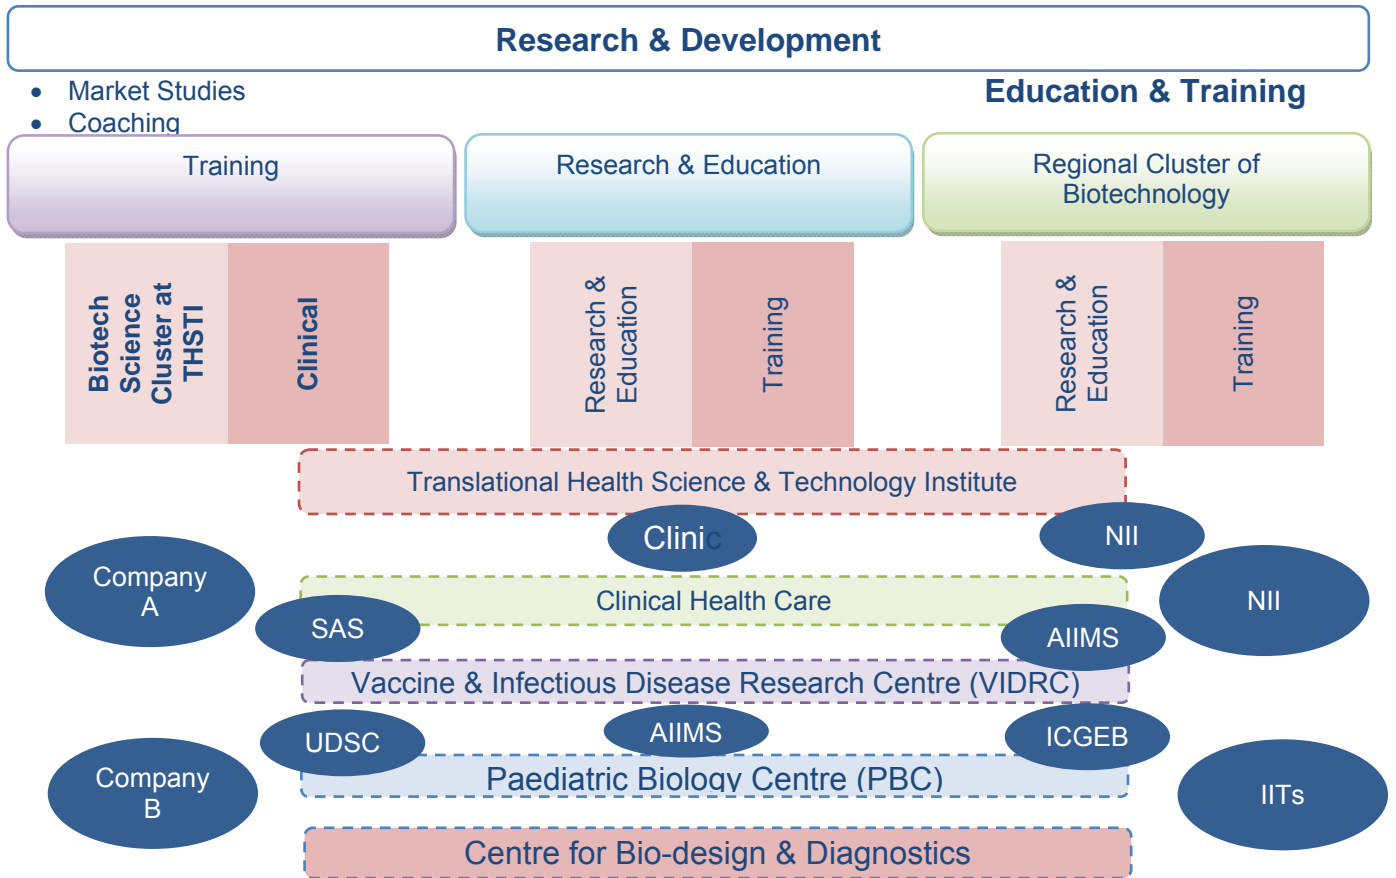 Research & Development
• Market Studies
• Coaching
Education & Training
Training
Research & Education
Regional Cluster of
Biotechnology
Biotech
Science
Cluster at
THSTI
Clinical
Research &
Education
Training
Research &
Education
Training
Translational Health Science & Technology Institute
Clinic
NII
Company
A
Clinical Health Care
NII
SAS
AIIMS
Vaccine & Infectious Disease Research Centre (VIDRC)
UDSC
AIIMS
ICGEB
Company
B
Paediatric Biology Centre (PBC)
IITs
Centre for Bio-design & Diagnostics